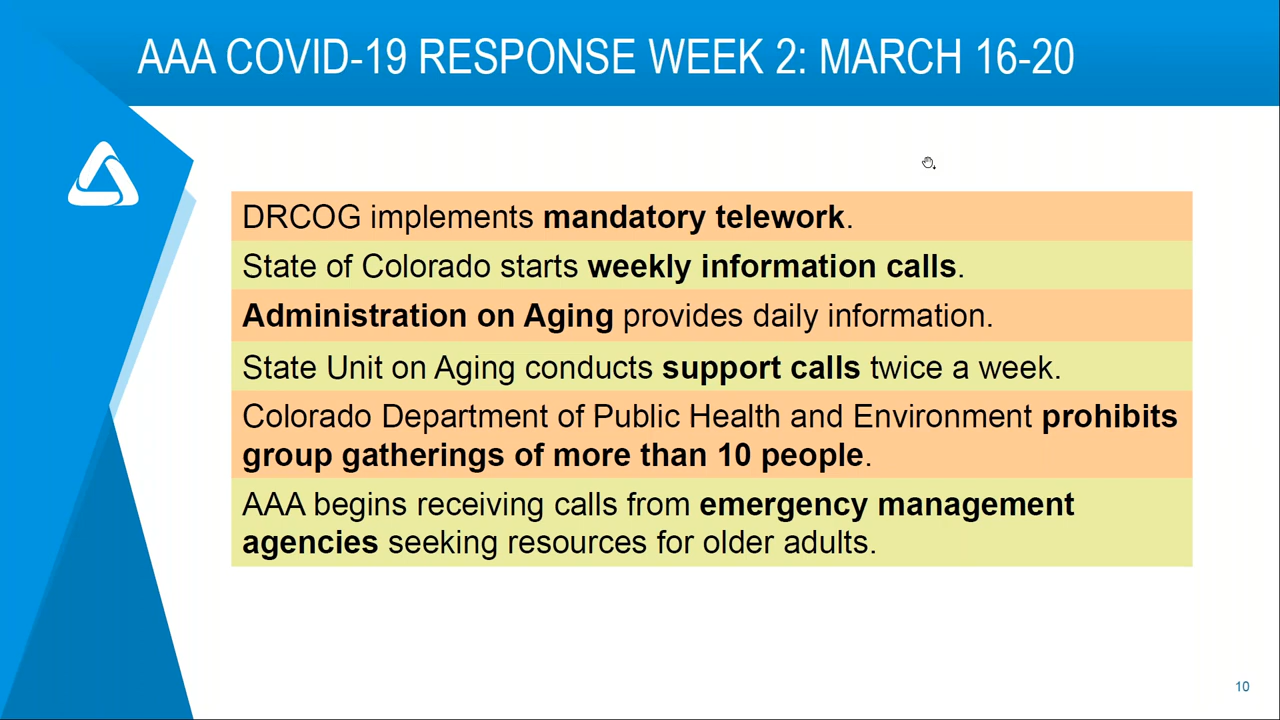 AAA COVID-19 RESPONSE WEEK 2: MARCH 16-20
DRCOG implements mandatory telework.
State of Colorado starts weekly information calls.
Administration on Aging provides daily information.
State Unit on Aging conducts support calls twice a week.
Colorado Department of Public Health and Environment prohibits
group gatherings of more than 10 people.
AAA begins receiving calls from emergency management
agencies seeking resources for older adults.
10